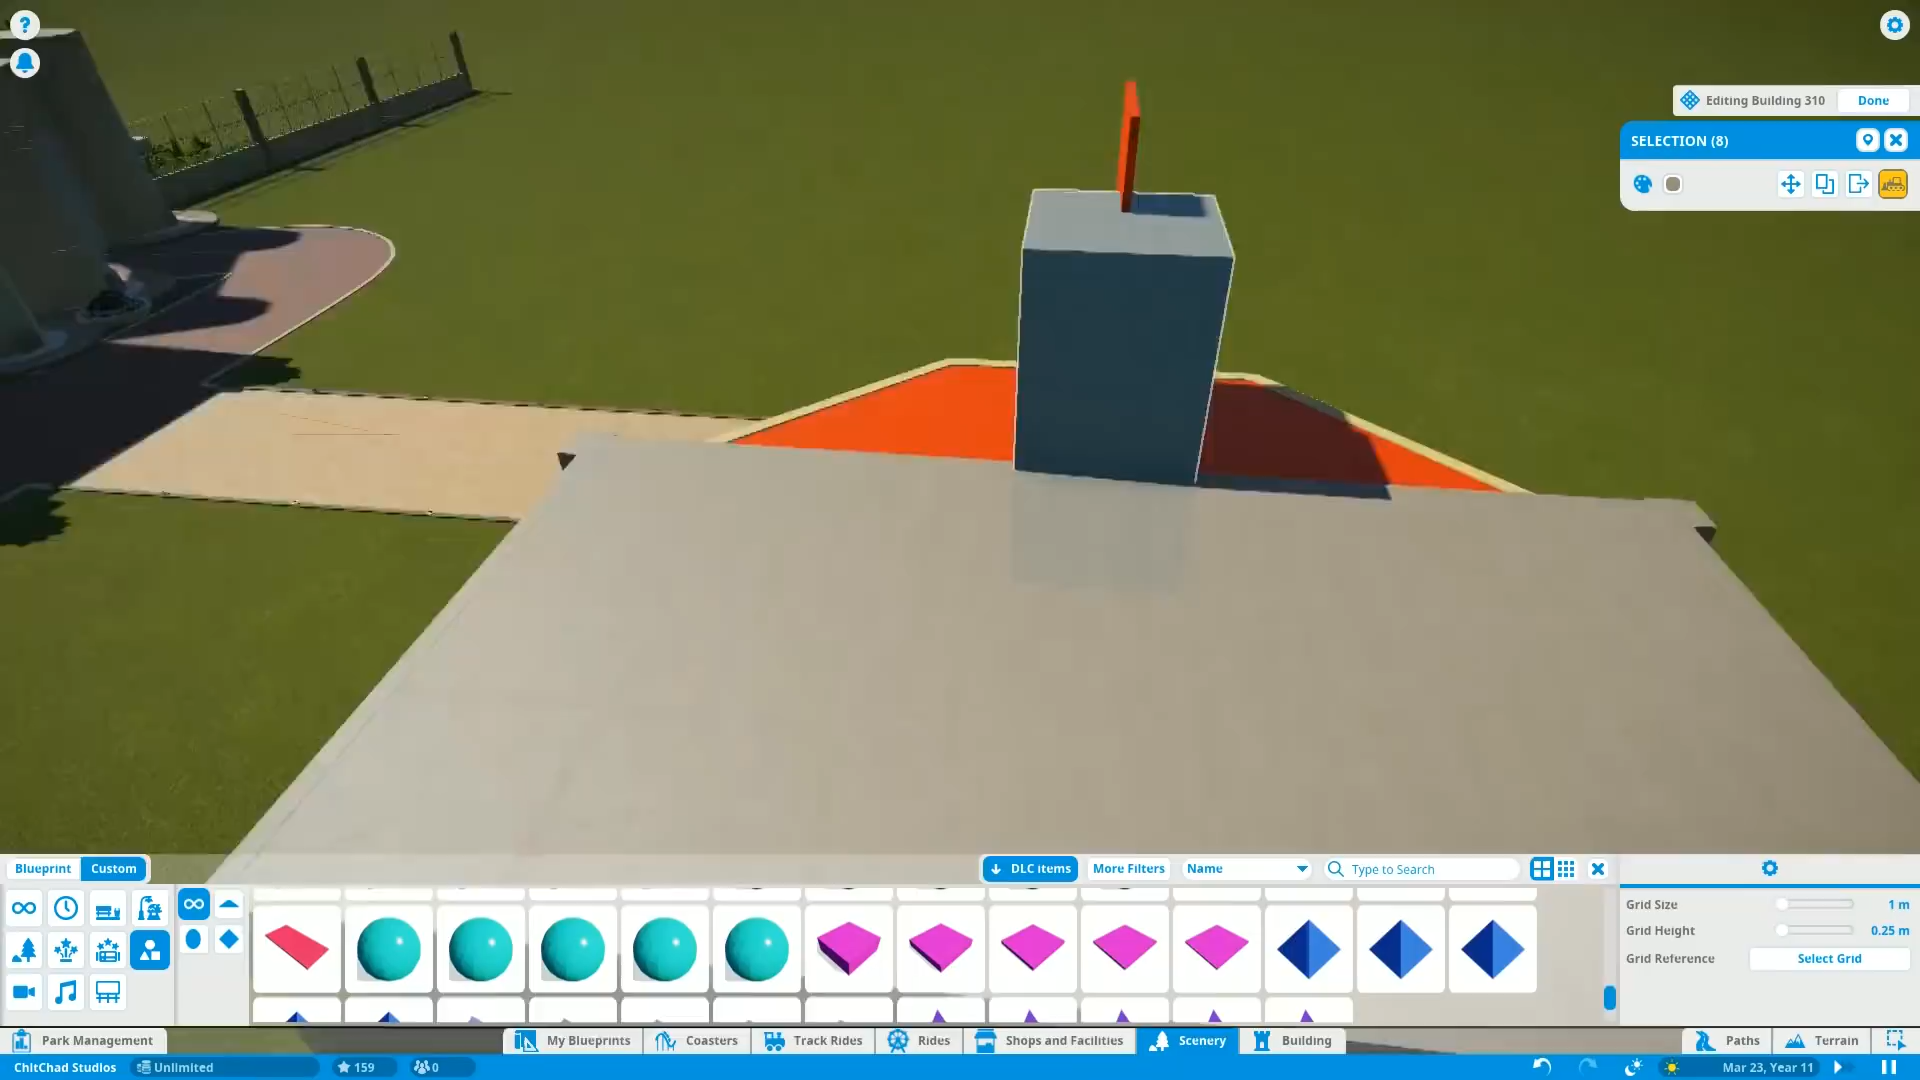 ?
Editing Building 310
Done
SELECTION (8)
Blueprint
Custom
DLC items
More Filters
Name
Type to Search
Grid Size
1 m
Grid Height
0.25 m
Grid Reference
Select Grid
Park Management
My Blueprints
Coasters
Track Rides
Rides
Shops and Facilities
Scenery
Building
Paths
Terrain
ChitChad Studios
Unlimited
159
0
Mar 23, Year 11